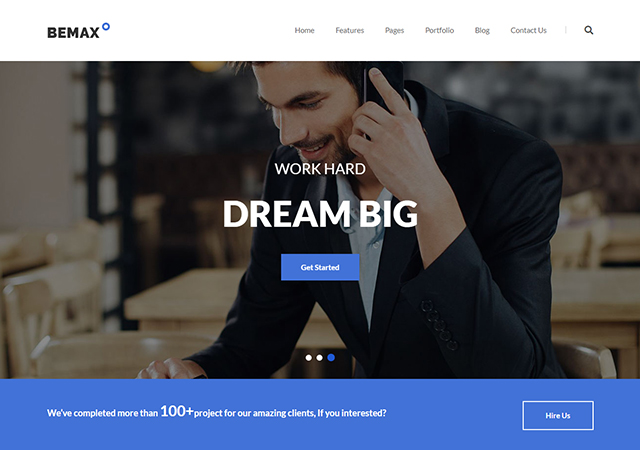 BEMAX
Home Features Pages Portfolio Blog Contact Us
WORK HARD
DREAM BIG
Get Started
We've completed more than 100+project for our amazing clients, If you interested?
Hire Us